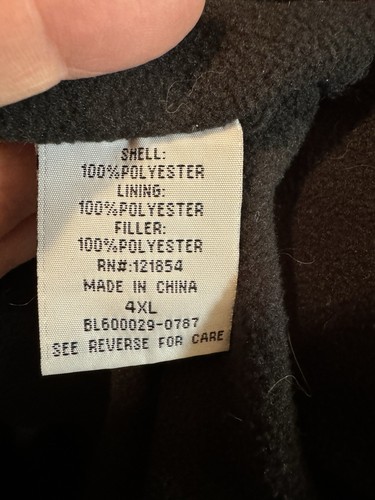 SHELL:
100%POLYESTER
LINING:
100%POLYESTER
FILLER:
100%POLYESTER
RN#:121854
MADE IN CHINA
4XL
BL600029-0787
SEE REVERSE FOR CARE